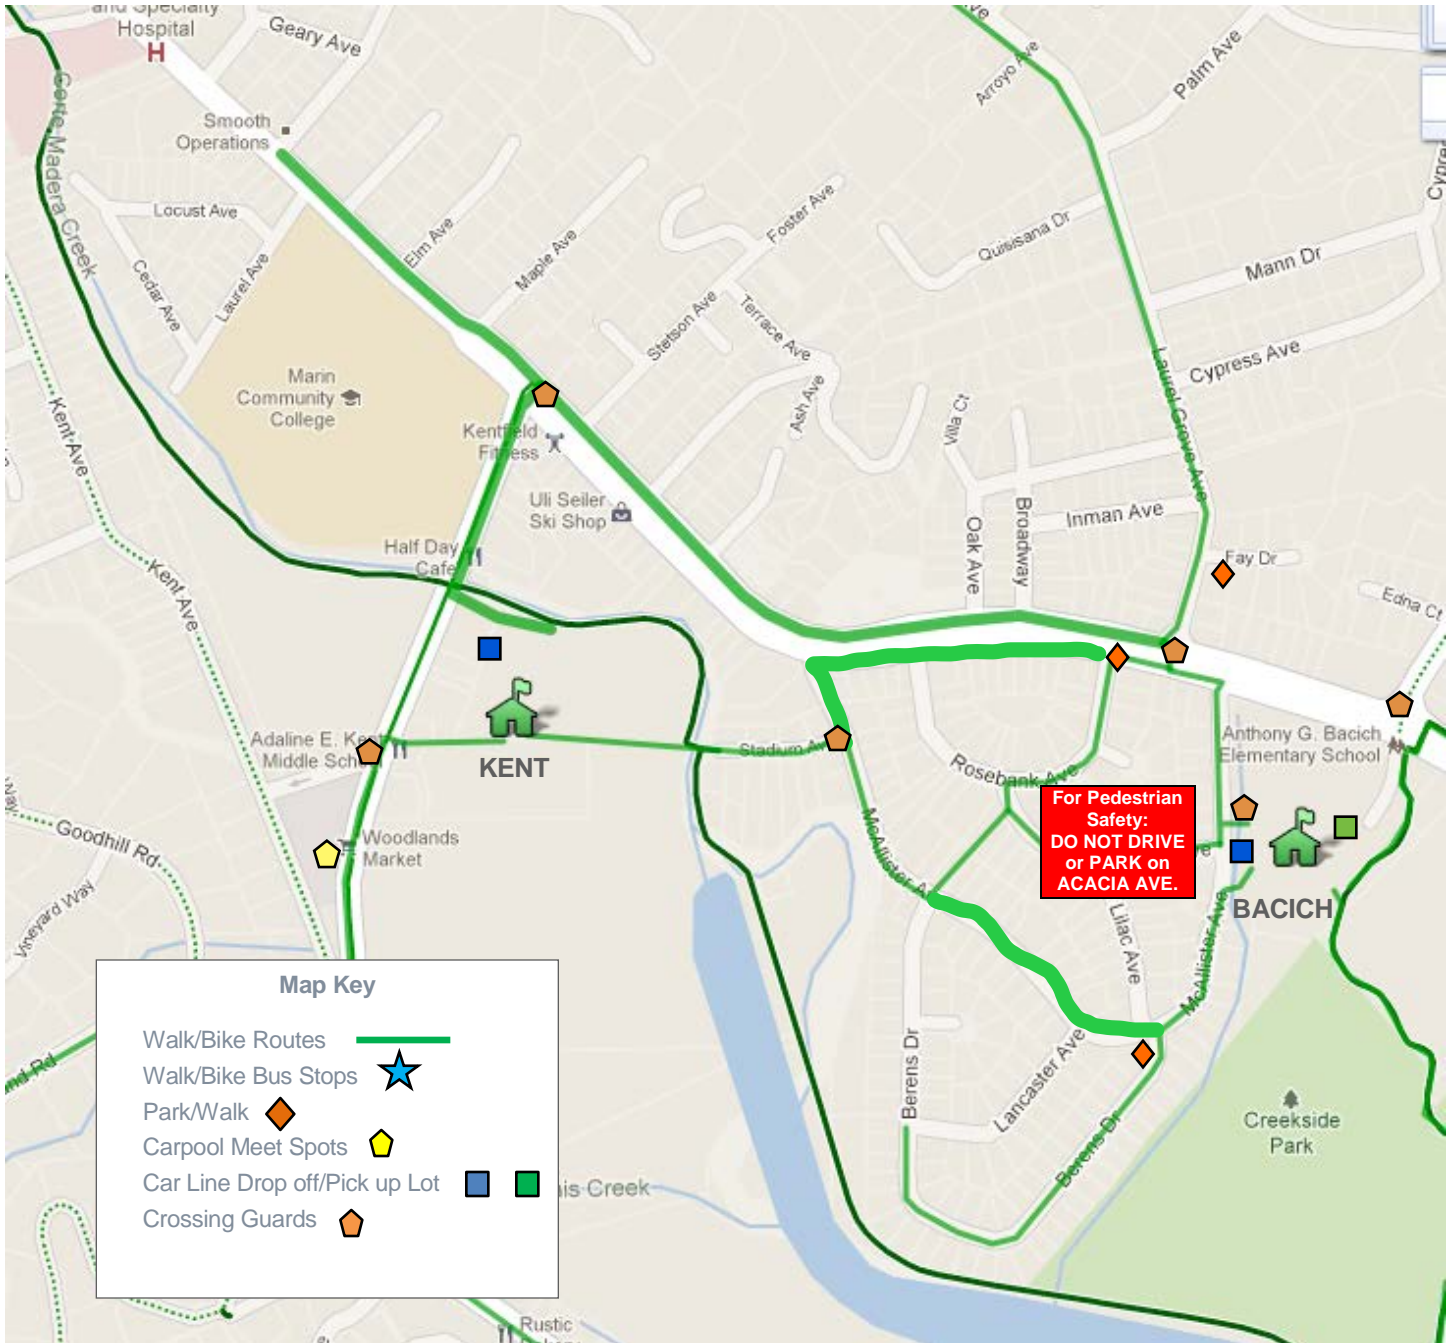 and Specialty
Hospital
H
Geary Ave
Smooth
Operations
Corte Madera Creek
Locust Ave
Cedar Ave
Laurel Ave
Elm Ave
Maple Ave
Foster Ave
Stetson Ave
Terrace Ave
Ash Ave
Arroyo Ave
Palm Ave
Quisisana Dr
Mann Dr
Cypress Ave
Laurel Grove Ave
Villa Ct
Oak Ave
Broadway
Inman Ave
Fay Dr
Edna Ct
Marin
Community
College
Kentfield
Fitness
Uli Seiler
Ski Shop
Half Day
Cafe
Kent Ave
Kent Ave
Adaline E. Kent
Middle School
KENT
Stadium Ave
Rosebank Ave
McAllister Ave
Anthony G. Bacich
Elementary School
For Pedestrian
Safety:
DO NOT DRIVE
or PARK on
ACACIA AVE.
BACICH
Lilac Ave
McAllister Ave
Woodlands
Market
Goodhill Rd
Way
Vineyard Way
Berens Dr
Lancaster Ave
Berens Dr
Creekside
Park
nd Rd
Map Key
Walk/Bike Routes
Walk/Bike Bus Stops
Park/Walk
Carpool Meet Spots
Car Line Drop off/Pick up Lot
Crossing Guards
is Creek
Rustic